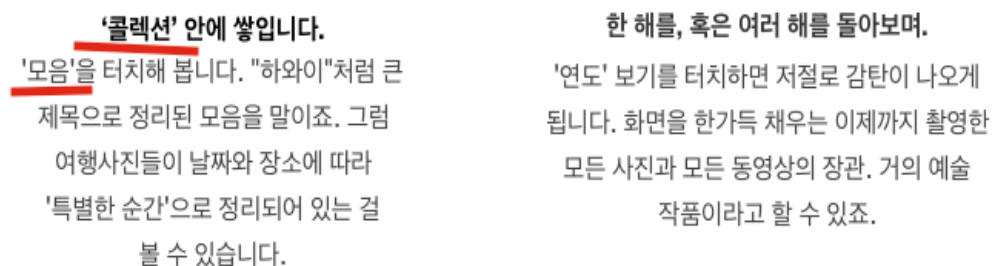 ‘콜렉션’ 안에 쌓입니다.
'모음'을 터치해 봅니다. "하와이"처럼 큰
제목으로 정리된 모음을 말이죠. 그럼
여행사진들이 날짜와 장소에 따라
'특별한 순간'으로 정리되어 있는 걸
볼 수 있습니다.
한 해를, 혹은 여러 해를 돌아보며.
'연도' 보기를 터치하면 저절로 감탄이 나오게
됩니다. 화면을 한가득 채우는 이제까지 촬영한
모든 사진과 모든 동영상의 장관. 거의 예술
작품이라고 할 수 있죠.